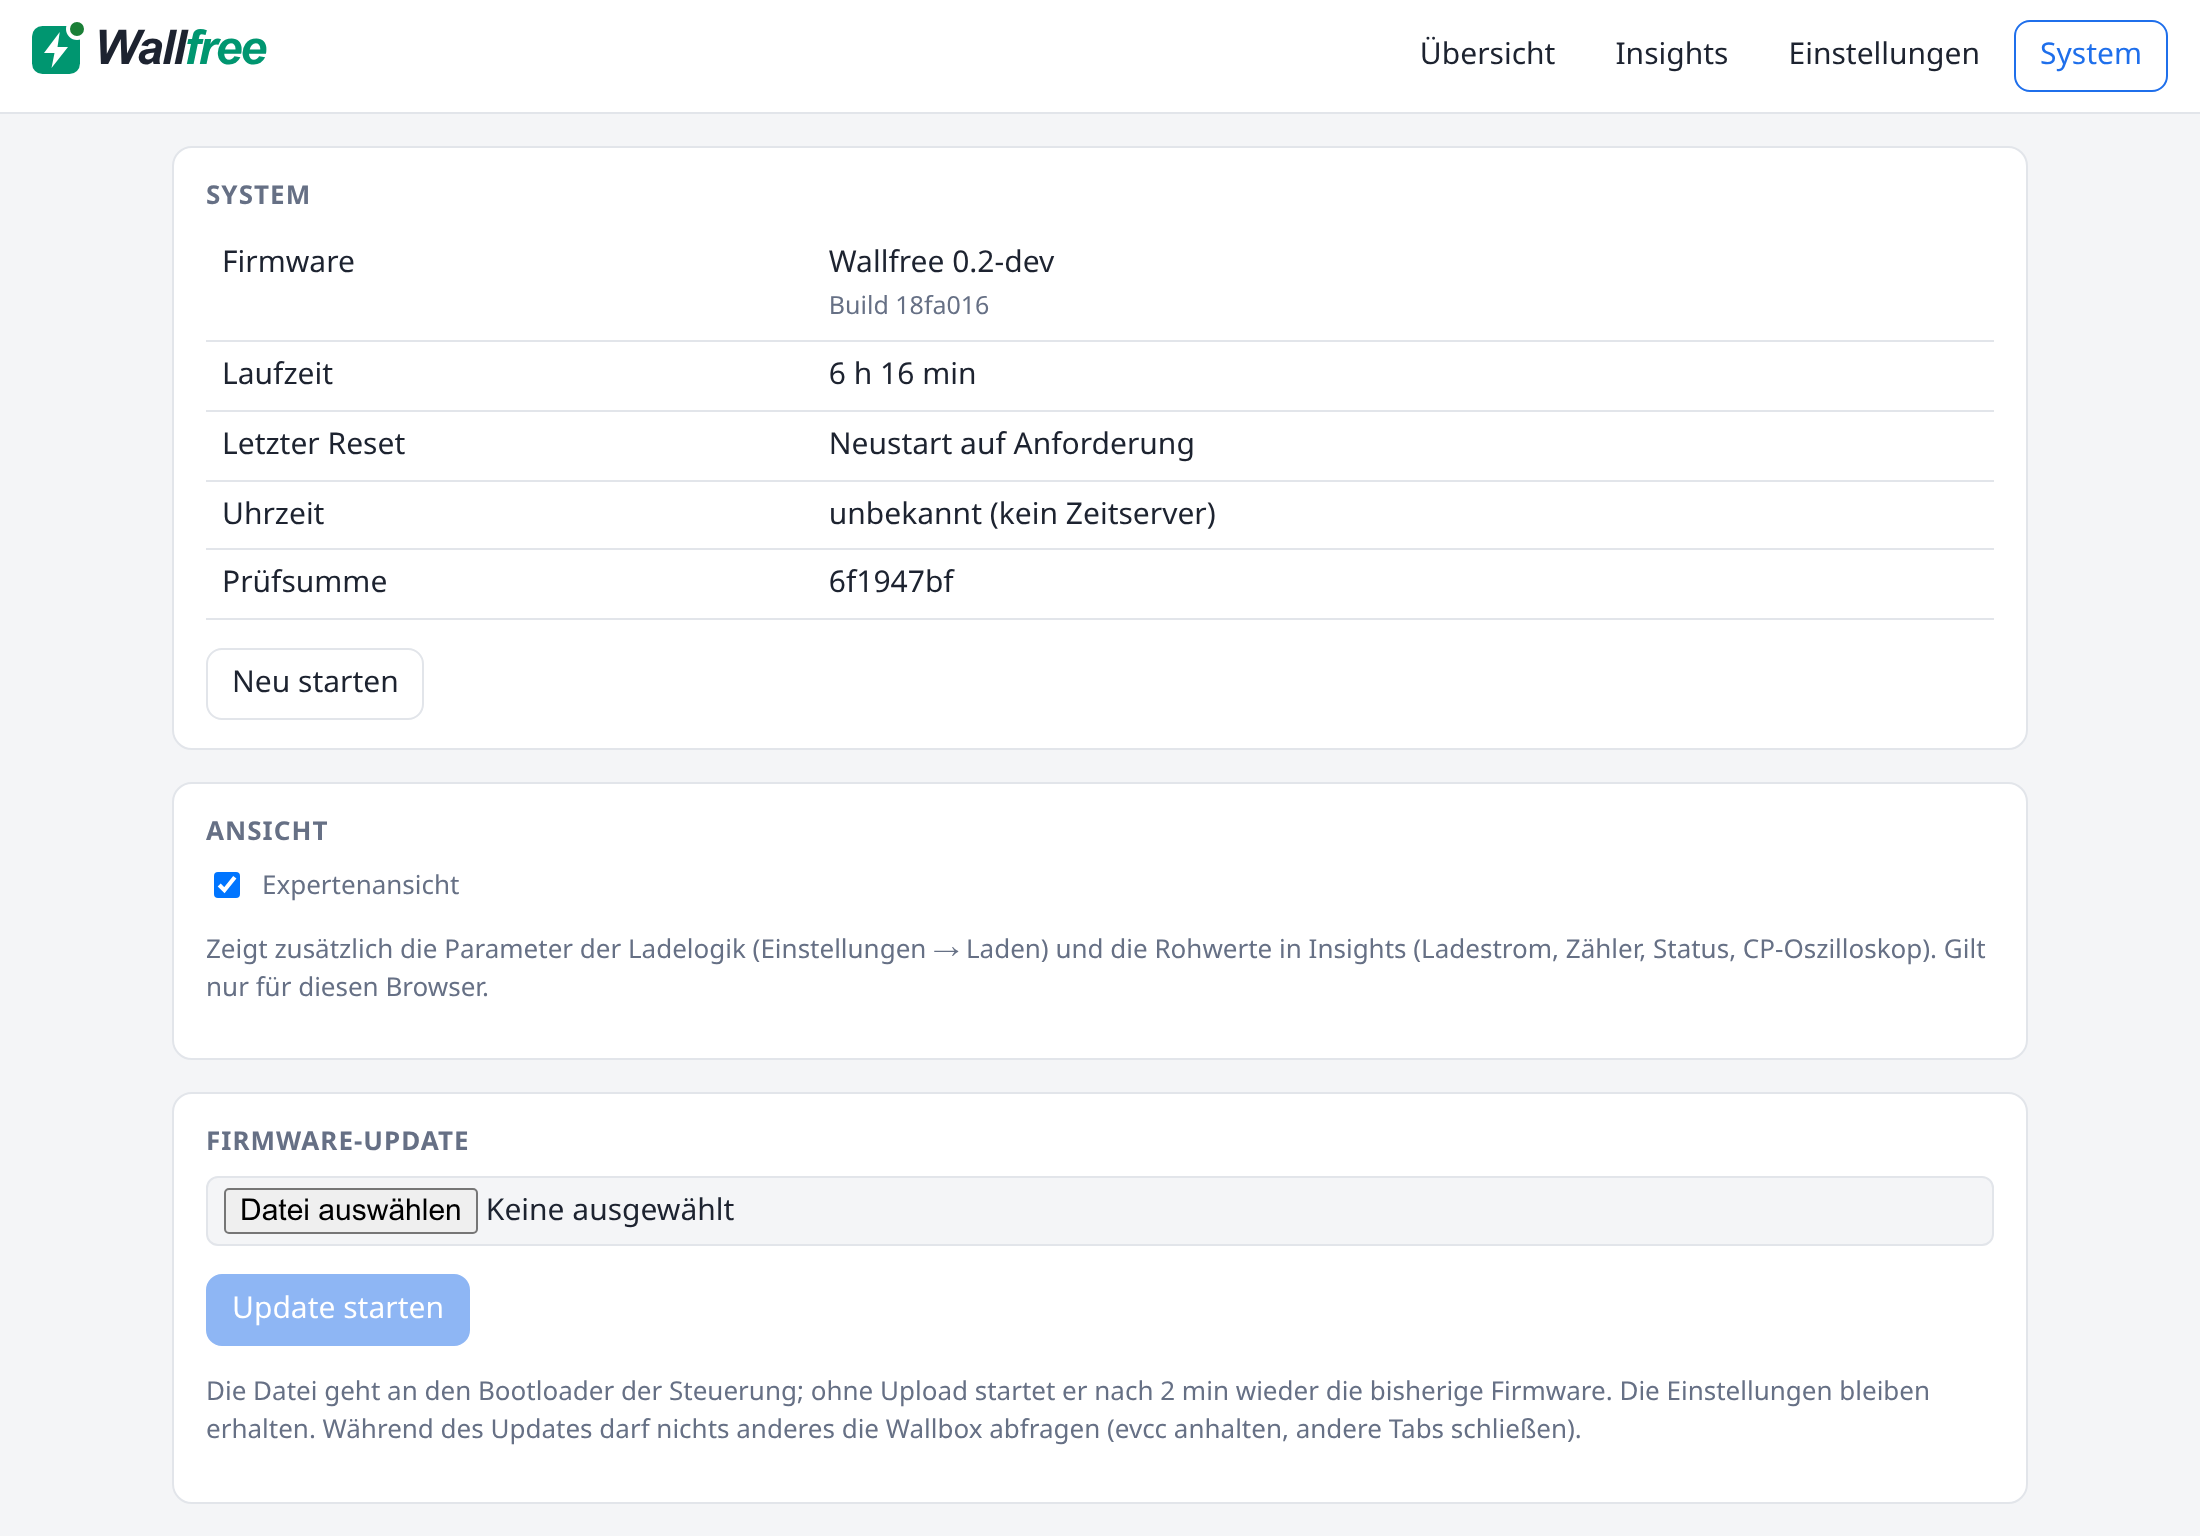 Wallfree
Übersicht
Insights
Einstellungen
System
SYSTEM
Firmware
Wallfree 0.2-dev
Build 18fa016
Laufzeit
6 h 16 min
Letzter Reset
Neustart auf Anforderung
Uhrzeit
unbekannt (kein Zeitserver)
Prüfsumme
6f1947bf
Neu starten
ANSICHT
Expertenansicht
Zeigt zusätzlich die Parameter der Ladelogik (Einstellungen → Laden) und die Rohwerte in Insights (Ladestrom, Zähler, Status, CP-Oszilloskop). Gilt
nur für diesen Browser.
FIRMWARE-UPDATE
Datei auswählen Keine ausgewählt
Update starten
Die Datei geht an den Bootloader der Steuerung; ohne Upload startet er nach 2 min wieder die bisherige Firmware. Die Einstellungen bleiben
erhalten. Während des Updates darf nichts anderes die Wallbox abfragen (evcc anhalten, andere Tabs schließen).